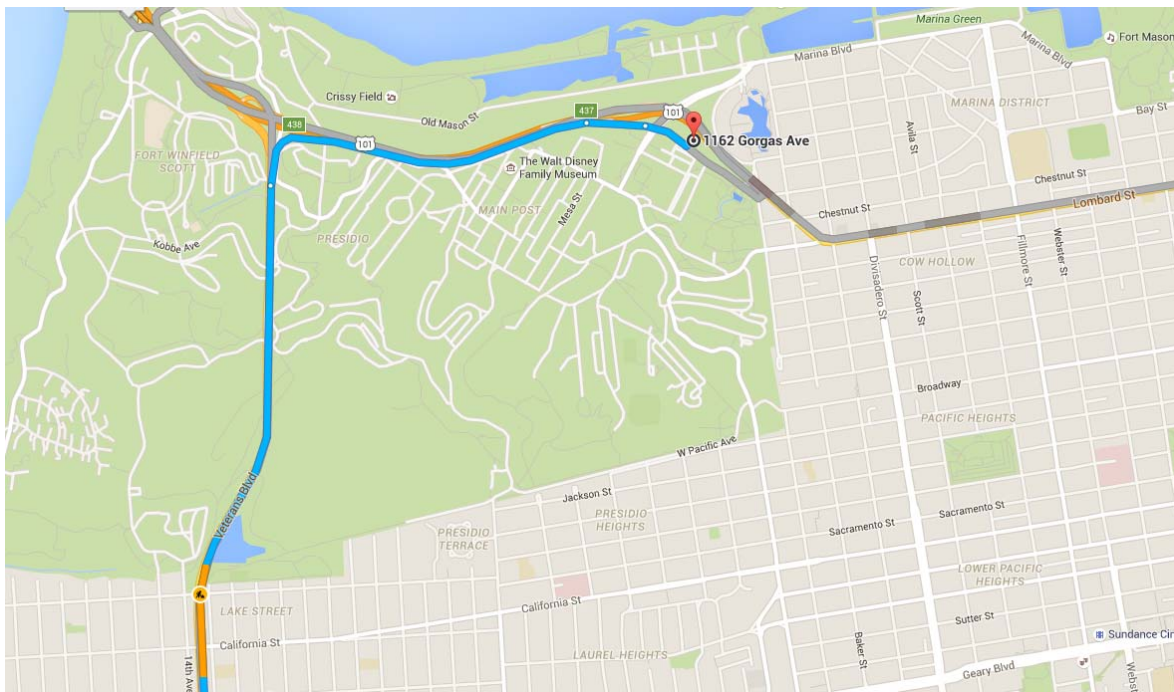 Marina Green
Marina Blvd
Marina Blvd
Fort Mason
Crissy Field
438
437
101
101
Old Mason St
1162 Gorgas Ave
MARINA DISTRICT
Bay St
Avila St
FORT WINFIELD
SCOTT
The Walt Disney
Family Museum
Chestnut St
Lombard St
MAIN POST
Mesa St
Chestnut St
Kobbe Ave
PRESIDIO
COW HOLLOW
Divisadero St
Scott St
Fillmore St
Webster St
Broadway
PACIFIC HEIGHTS
W Pacific Ave
Veterans Blvd
Jackson St
PRESIDIO
HEIGHTS
PRESIDIO
TERRACE
Sacramento St
Sacramento St
LOWER PACIFIC
HEIGHTS
LAKE STREET
California St
California St
Sutter St
Sundance Cin
14th Ave
LAUREL HEIGHTS
Baker St
Geary Blvd
Webst